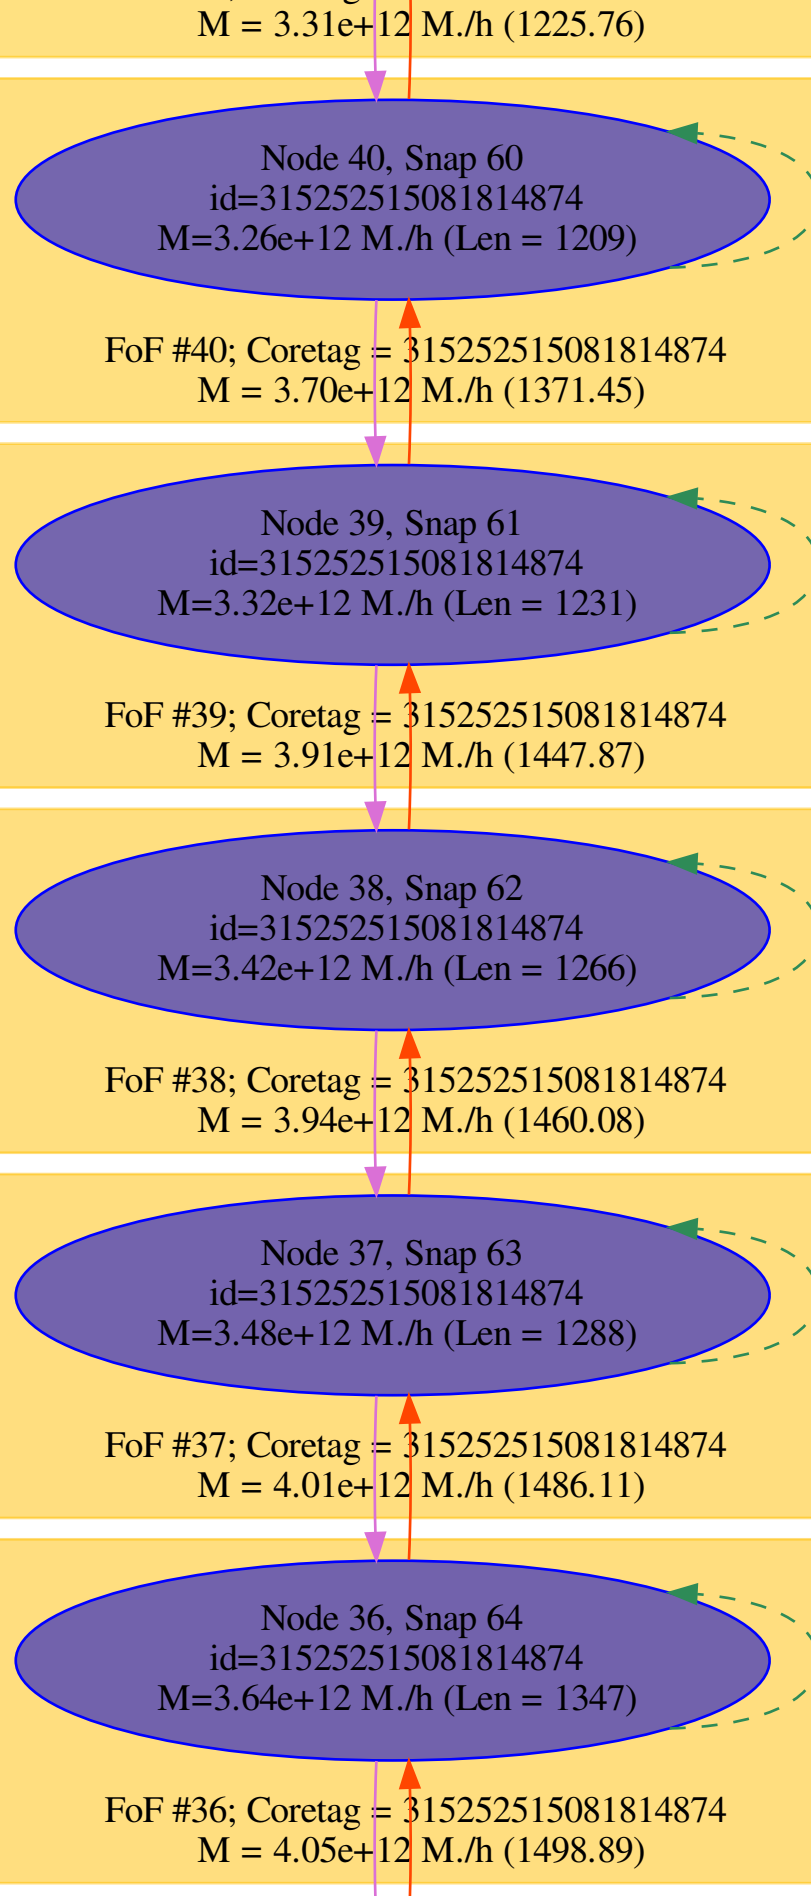 M = 3.31e+12 M./h (1225.76)
Node 40, Snap 60
id=315252515081814874
M=3.26e+12 M./h (Len = 1209)
FoF #40; Coretag = 315252515081814874
M = 3.70e+12 M./h (1371.45)
Node 39, Snap 61
id=315252515081814874
M=3.32e+12 M./h (Len = 1231)
FoF #39; Coretag = 315252515081814874
M = 3.91e+12 M./h (1447.87)
Node 38, Snap 62
id=315252515081814874
M=3.42e+12 M./h (Len = 1266)
FoF #38; Coretag = 315252515081814874
M = 3.94e+12 M./h (1460.08)
Node 37, Snap 63
id=315252515081814874
M=3.48e+12 M./h (Len = 1288)
FoF #37; Coretag = 315252515081814874
M = 4.01e+12 M./h (1486.11)
Node 36, Snap 64
id=315252515081814874
M=3.64e+12 M./h (Len = 1347)
FoF #36; Coretag = 315252515081814874
M = 4.05e+12 M./h (1498.89)